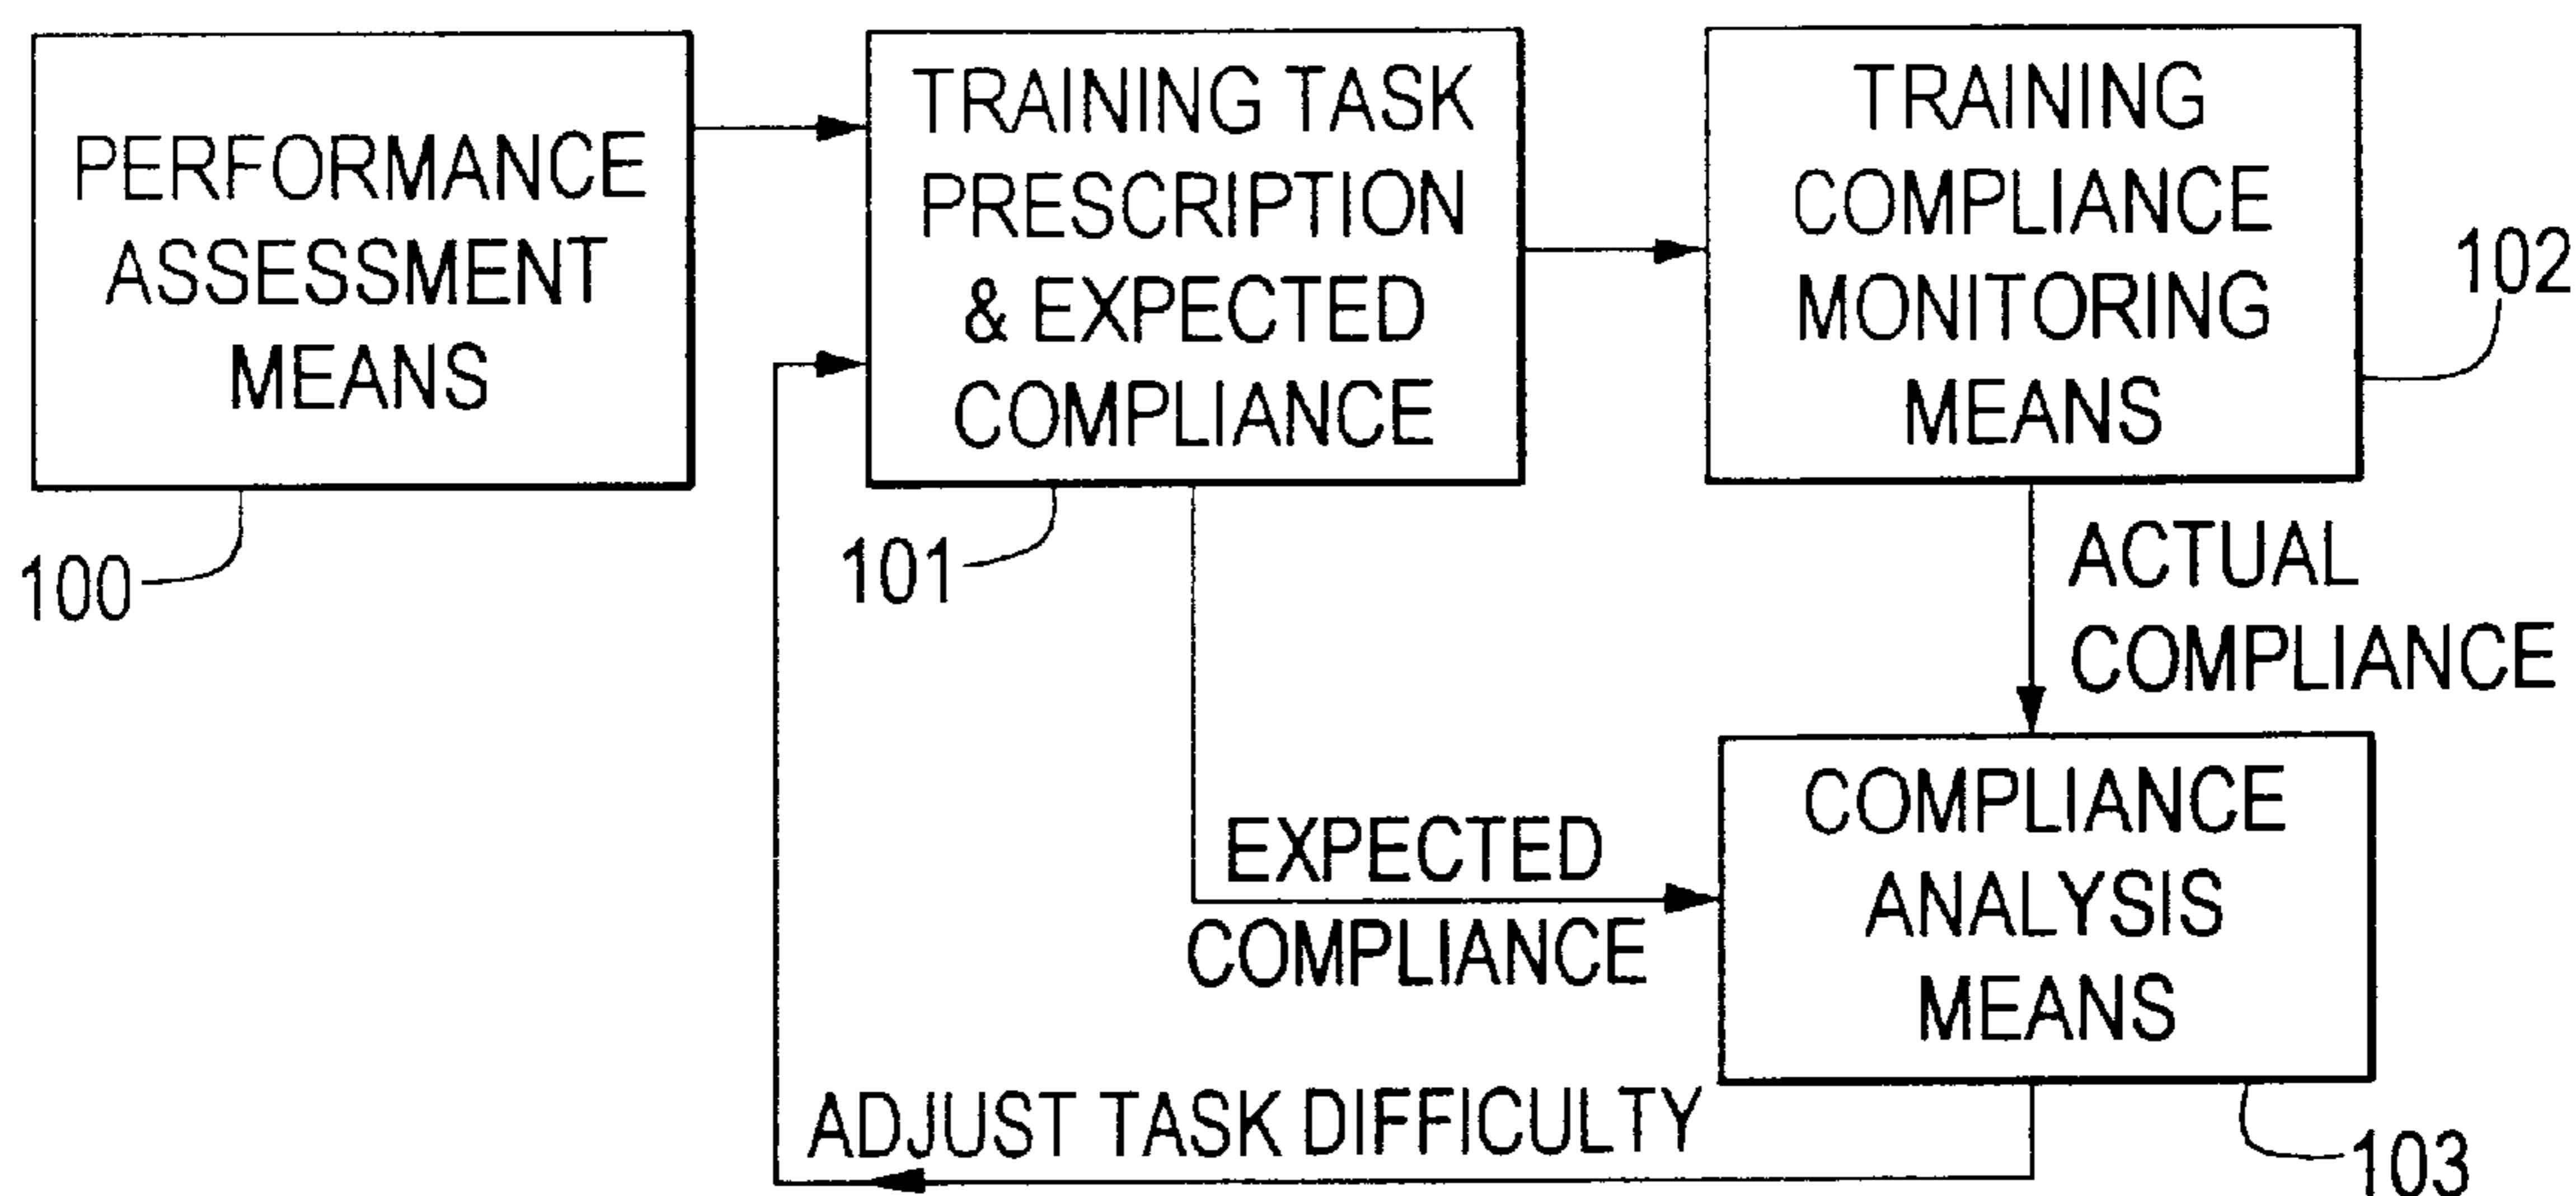 PERFORMANCE
ASSESSMENT
MEANS
100
TRAINING TASK
PRESCRIPTION
& EXPECTED
COMPLIANCE
101
TRAINING
COMPLIANCE
MONITORING
MEANS
102
ACTUAL
COMPLIANCE
EXPECTED
COMPLIANCE
COMPLIANCE
ANALYSIS
MEANS
103
ADJUST TASK DIFFICULTY